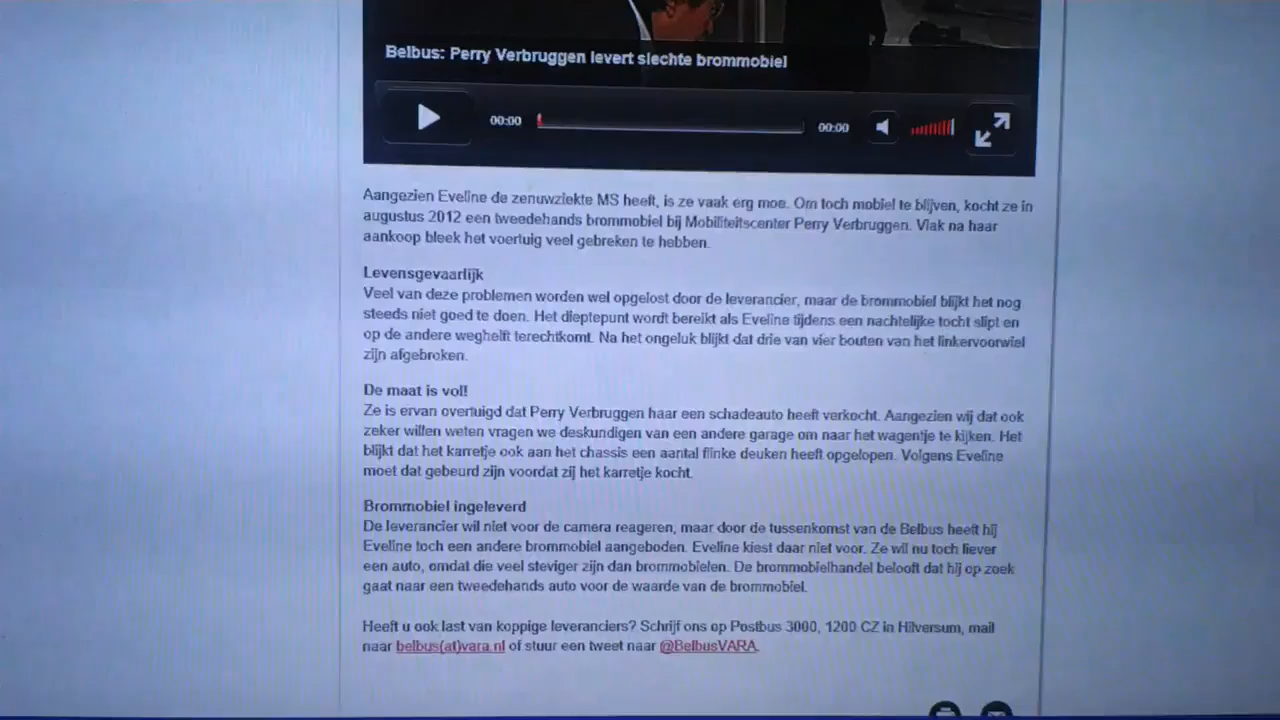 Belbus: Perry Verbruggen levert slechte brommobiel
00:00
00:00
Aangezien Eveline de zenuwziekte MS heeft, is ze vaak erg moe. Om toch mobiel te blijven, kocht ze in
augustus 2012 een tweedehands brommobiel bij Mobiliteitscenter Perry Verbruggen. Vlak na haar
aankoop bleek het voertuig veel gebreken te hebben.
Levensgevaarlijk
Veel van deze problemen worden wel opgelost door de leverancier, maar de brommobiel blijkt het nog
steeds niet goed te doen. Het dieptepunt wordt bereikt als Eveline tijdens een nachtelijke tocht slipt en
op de andere weghelft terechtkomt. Na het ongeluk blijkt dat drie van vier bouten van het linkervoorwiel
zijn afgebroken.
De maat is vol!
Ze is ervan overtuigd dat Perry Verbruggen haar een schadeauto heeft verkocht. Aangezien wij dat ook
zeker willen weten vragen we deskundigen van een andere garage om naar het wagentje te kijken. Het
blijkt dat het karretje ook aan het chassis een aantal flinke deuken heeft opgelopen. Volgens Eveline
moet dat gebeurd zijn voordat zij het karretje kocht.
Brommobiel ingeleverd
De leverancier wil niet voor de camera reageren, maar door de tussenkomst van de Belbus heeft hij
Eveline toch een andere brommobiel aangeboden. Eveline kiest daar niet voor. Ze wil nu toch liever
een auto, omdat die veel steviger zijn dan brommobielen. De brommobielhandel belooft dat hij op zoek
gaat naar een tweedehands auto voor de waarde van de brommobiel.
Heeft u ook last van koppige leveranciers? Schrijf ons op Postbus 3000, 1200 CZ in Hilversum, mail
naar belbus(at)vara.nl of stuur een tweet naar @BelbusVARA.